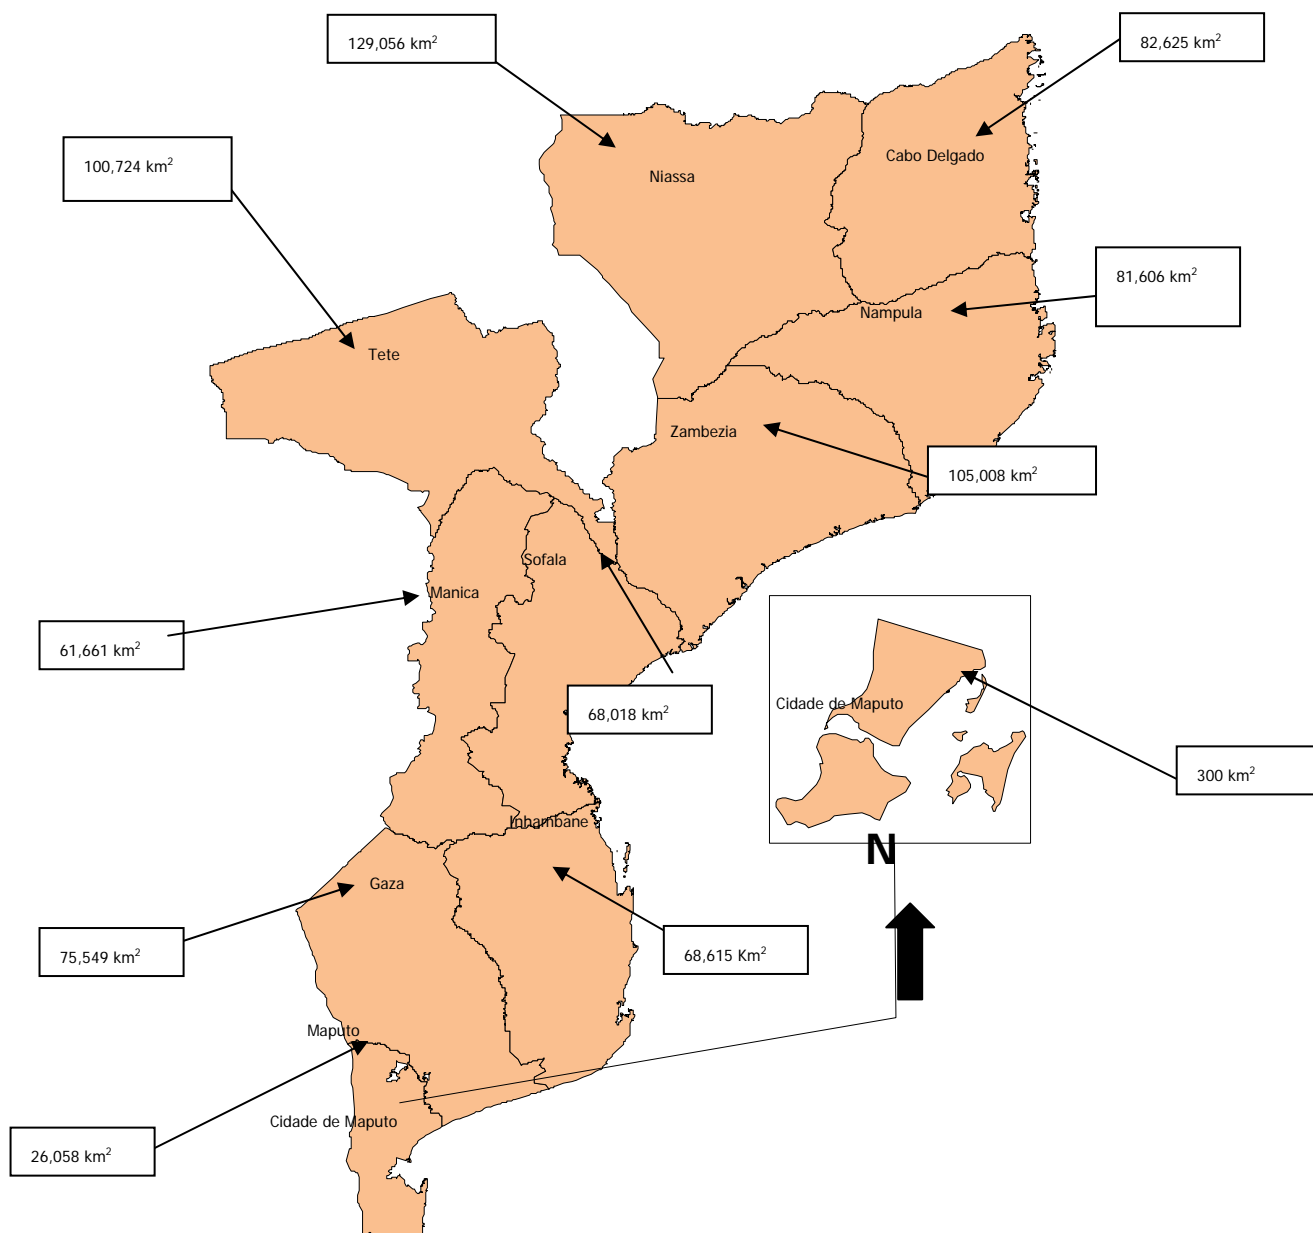 129,056 km²
82,625 km²
100,724 km²
Cabo Delgado
Niassa
81,606 km²
Nampula
Tete
Zambezia
105,008 km²
Sofala
Manica
61,661 km²
68,018 km²
Cidade de Maputo
300 km²
Inhambane
N
Gaza
75,549 km²
68,615 Km²
Maputo
Cidade de Maputo
26,058 km²